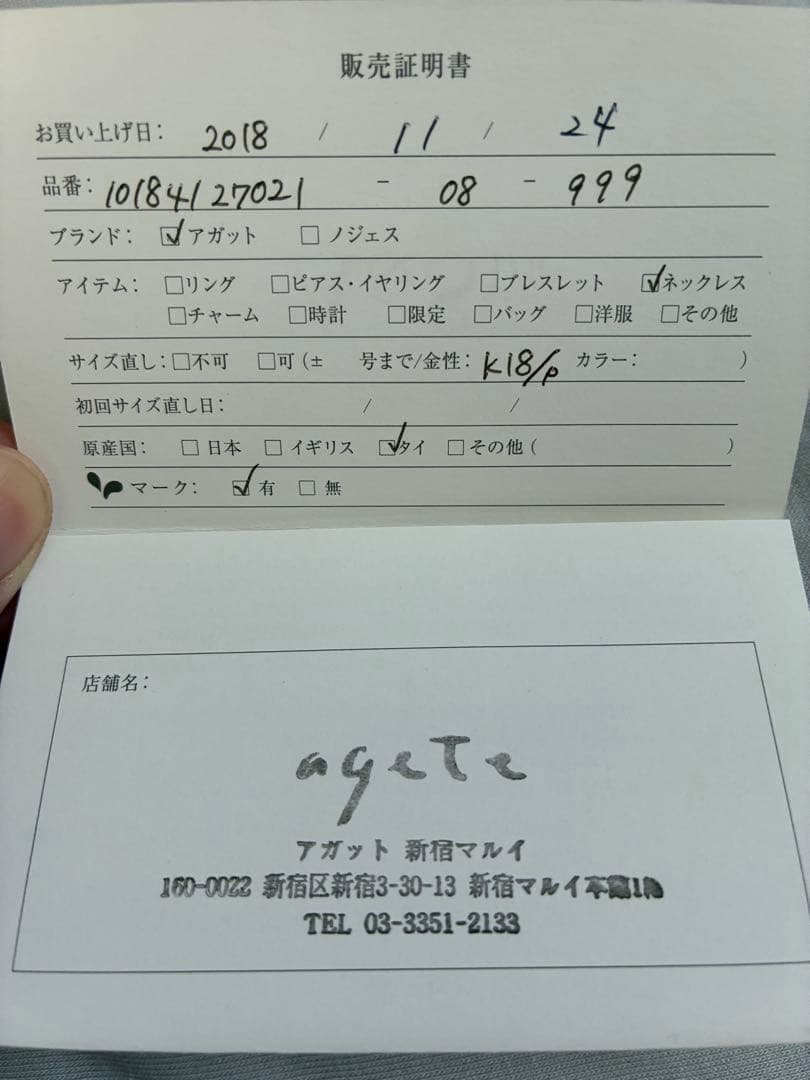 販売証明書
お買い上げ日: 2018 / 11 / 24
品番: 10184127021 - 08 - 999
ブランド: ☑アガット □ノジェス
アイテム: □リング □ピアス・イヤリング □ブレスレット ☑ネックレス
□チャーム □時計 □限定 □バッグ □洋服 □その他
サイズ直し: □不可 □可(± 号まで/金性: K18/P カラー: )
初回サイズ直し日: / /
原産国: □日本 □イギリス ☑タイ □その他( )
マーク: ☑有 □無
店舗名:
agete
アガット 新宿マルイ
160-0022 新宿区新宿3-30-13 新宿マルイ本館1
TEL 03-3351-2133